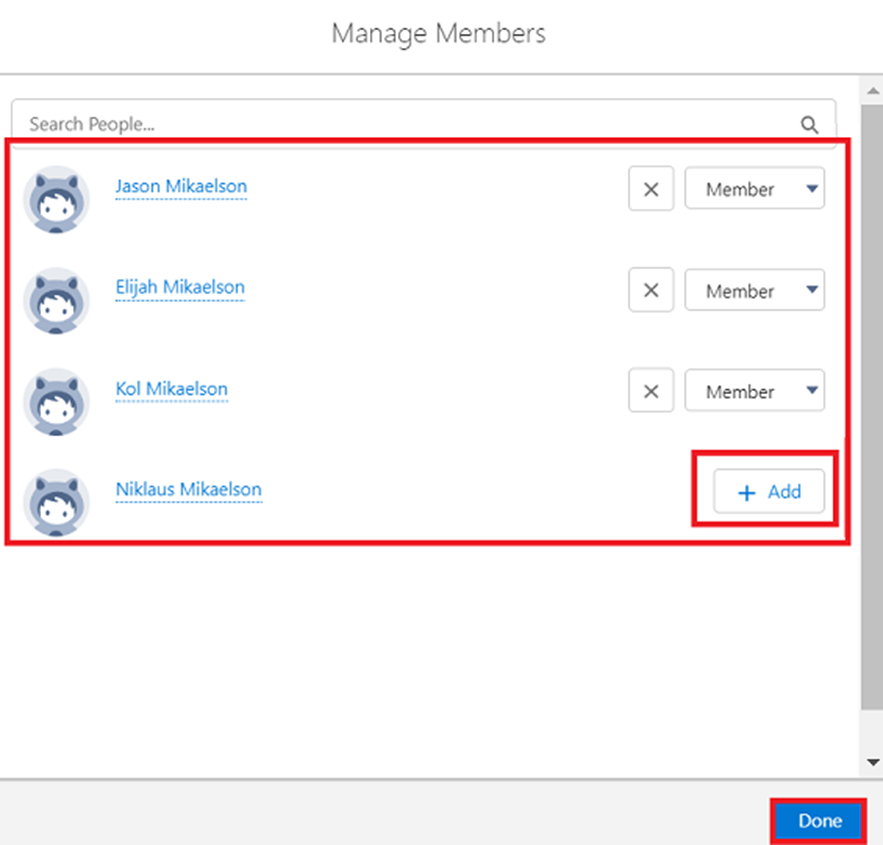 Manage Members
Search People...
Jason Mikaelson
Member
Elijah Mikaelson
Member
Kol Mikaelson
Member
Niklaus Mikaelson
+ Add
Done